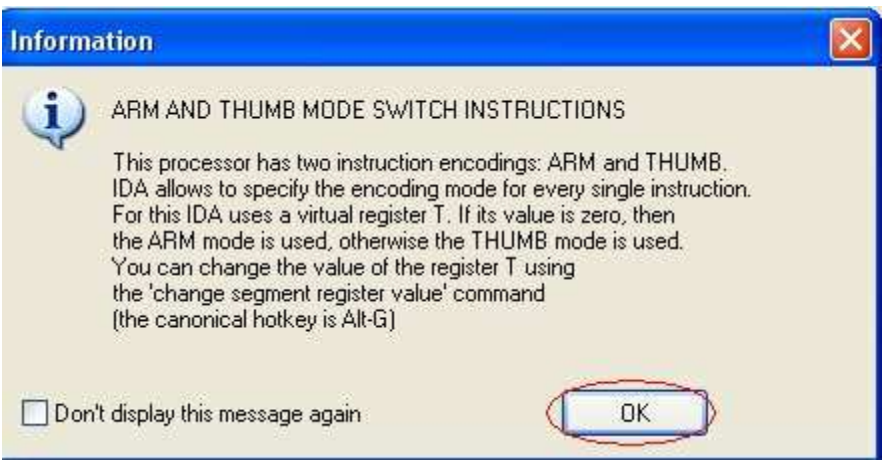 Information
ARM AND THUMB MODE SWITCH INSTRUCTIONS
This processor has two instruction encodings: ARM and THUMB.
IDA allows to specify the encoding mode for every single instruction.
For this IDA uses a virtual register T. If its value is zero, then
the ARM mode is used, otherwise the THUMB mode is used.
You can change the value of the register T using
the 'change segment register value' command
(the canonical hotkey is Alt-G)
Don't display this message again
OK